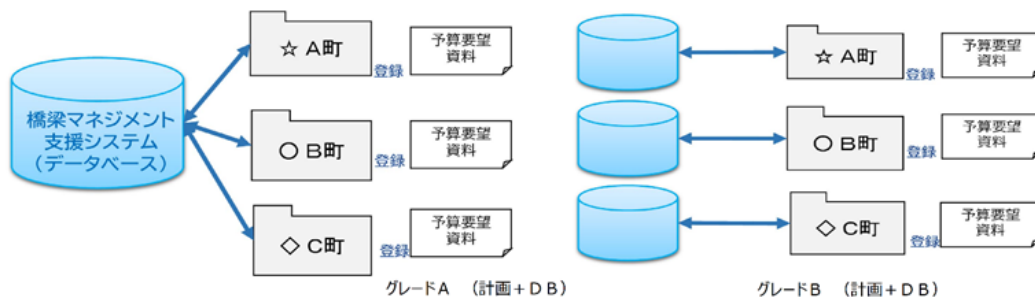 橋梁マネジメント
支援システム
（データベース）
☆ A町
登録
予算要望
資料
○ B町
登録
予算要望
資料
◇ C町
登録
予算要望
資料
グレードA　（計画＋ＤＢ）
☆ A町
登録
予算要望
資料
○ B町
登録
予算要望
資料
◇ C町
登録
予算要望
資料
グレードB　（計画＋ＤＢ）